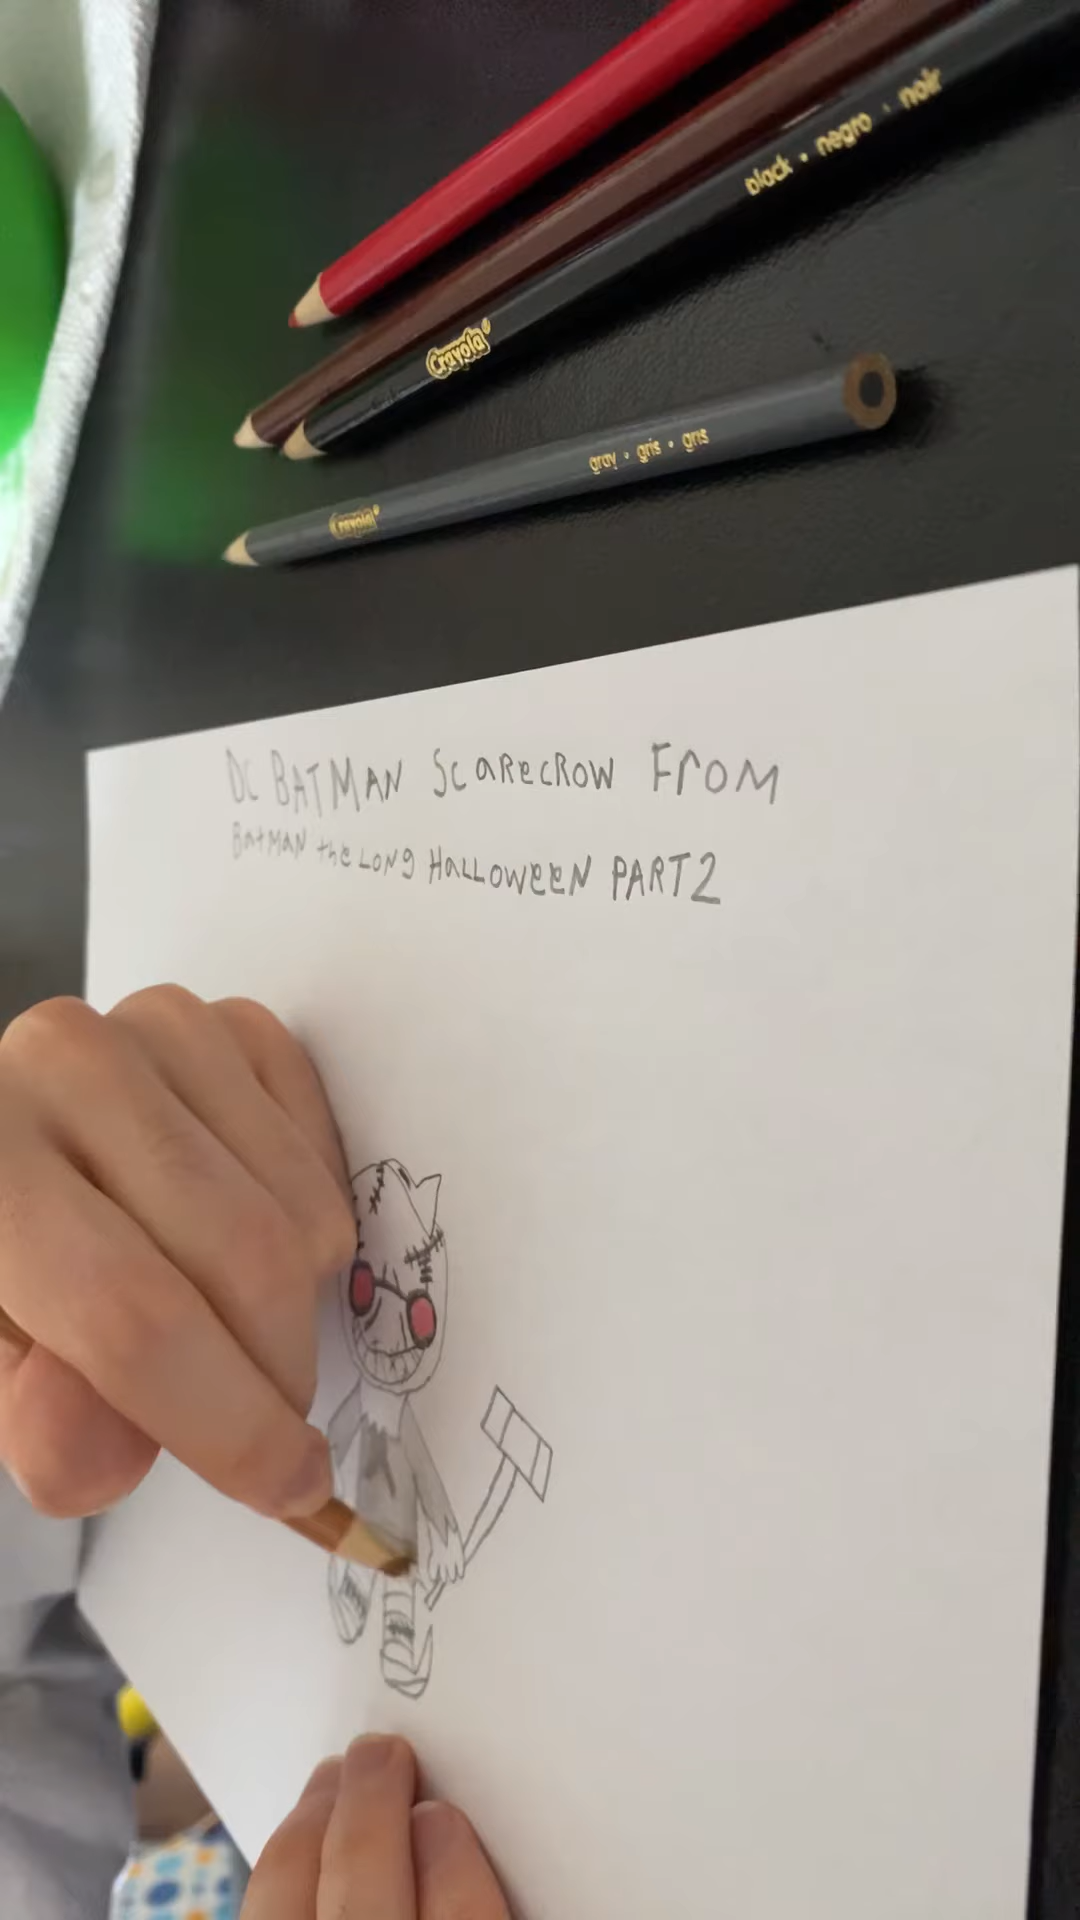 black • negro • noir
Crayola
gray • gris • gris
Crayola
DC BATMAN ScaReCROW FrOM
BatMAN the LONg HALLOWeeN PART2